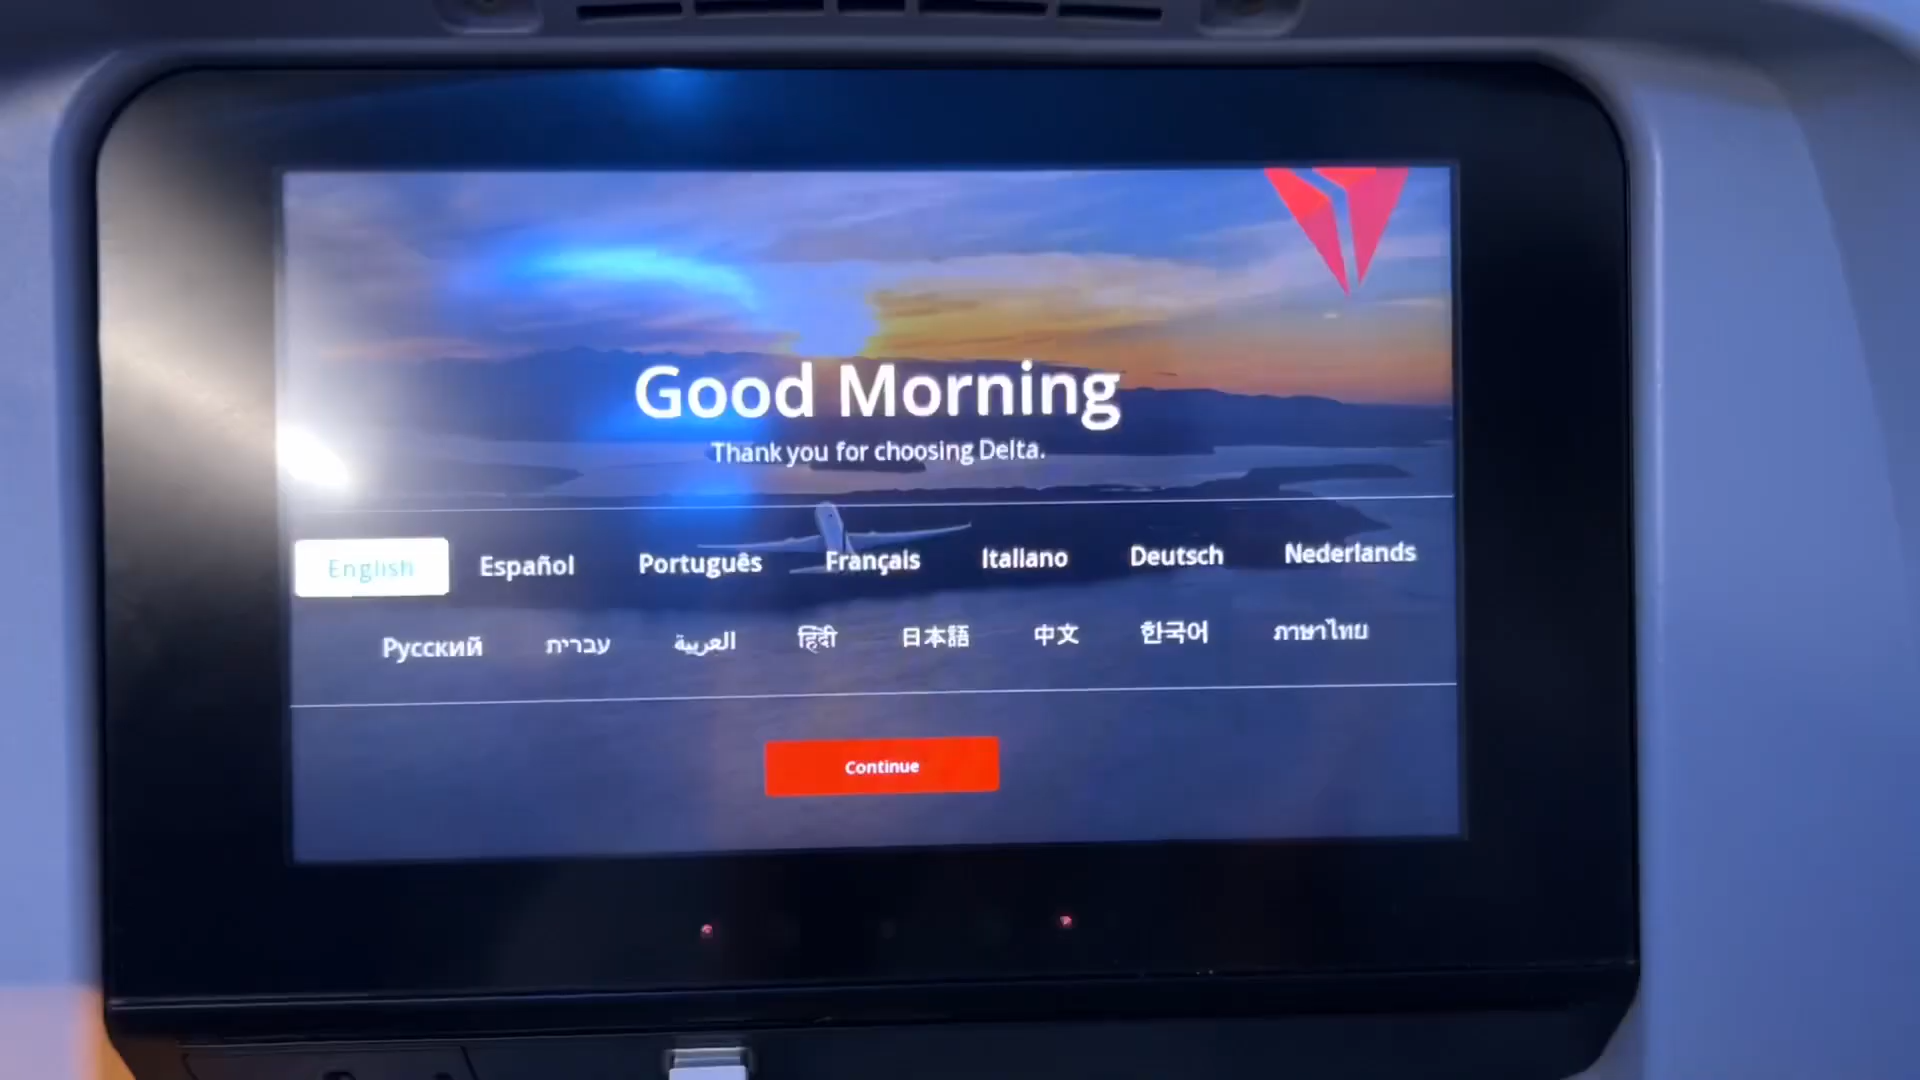 Good Morning
Thank you for choosing Delta.
English Español Português Français Italiano Deutsch Nederlands
Русский עברית العربية हिंदी 日本語 中文 한국어 ภาษาไทย
Continue